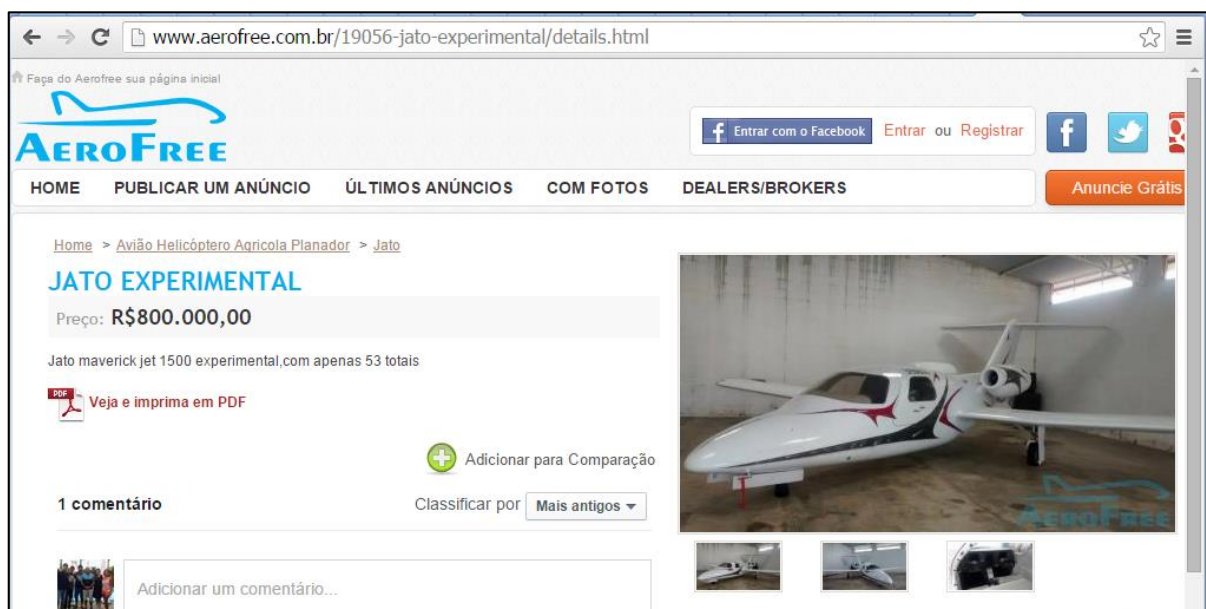 www.aerofree.com.br/19056-jato-experimental/details.html
Faça do Aerofree sua página inicial
AEROFREE
Entrar com o Facebook Entrar ou Registrar
HOME PUBLICAR UM ANÚNCIO ÚLTIMOS ANÚNCIOS COM FOTOS DEALERS/BROKERS Anuncie Grátis
Home > Avião Helicóptero Agricola Planador > Jato
JATO EXPERIMENTAL
Preço: R$800.000,00
Jato maverick jet 1500 experimental,com apenas 53 totais
PDF Veja e imprima em PDF
Adicionar para Comparação
1 comentário Classificar por Mais antigos
Adicionar um comentário...
AEROFREE